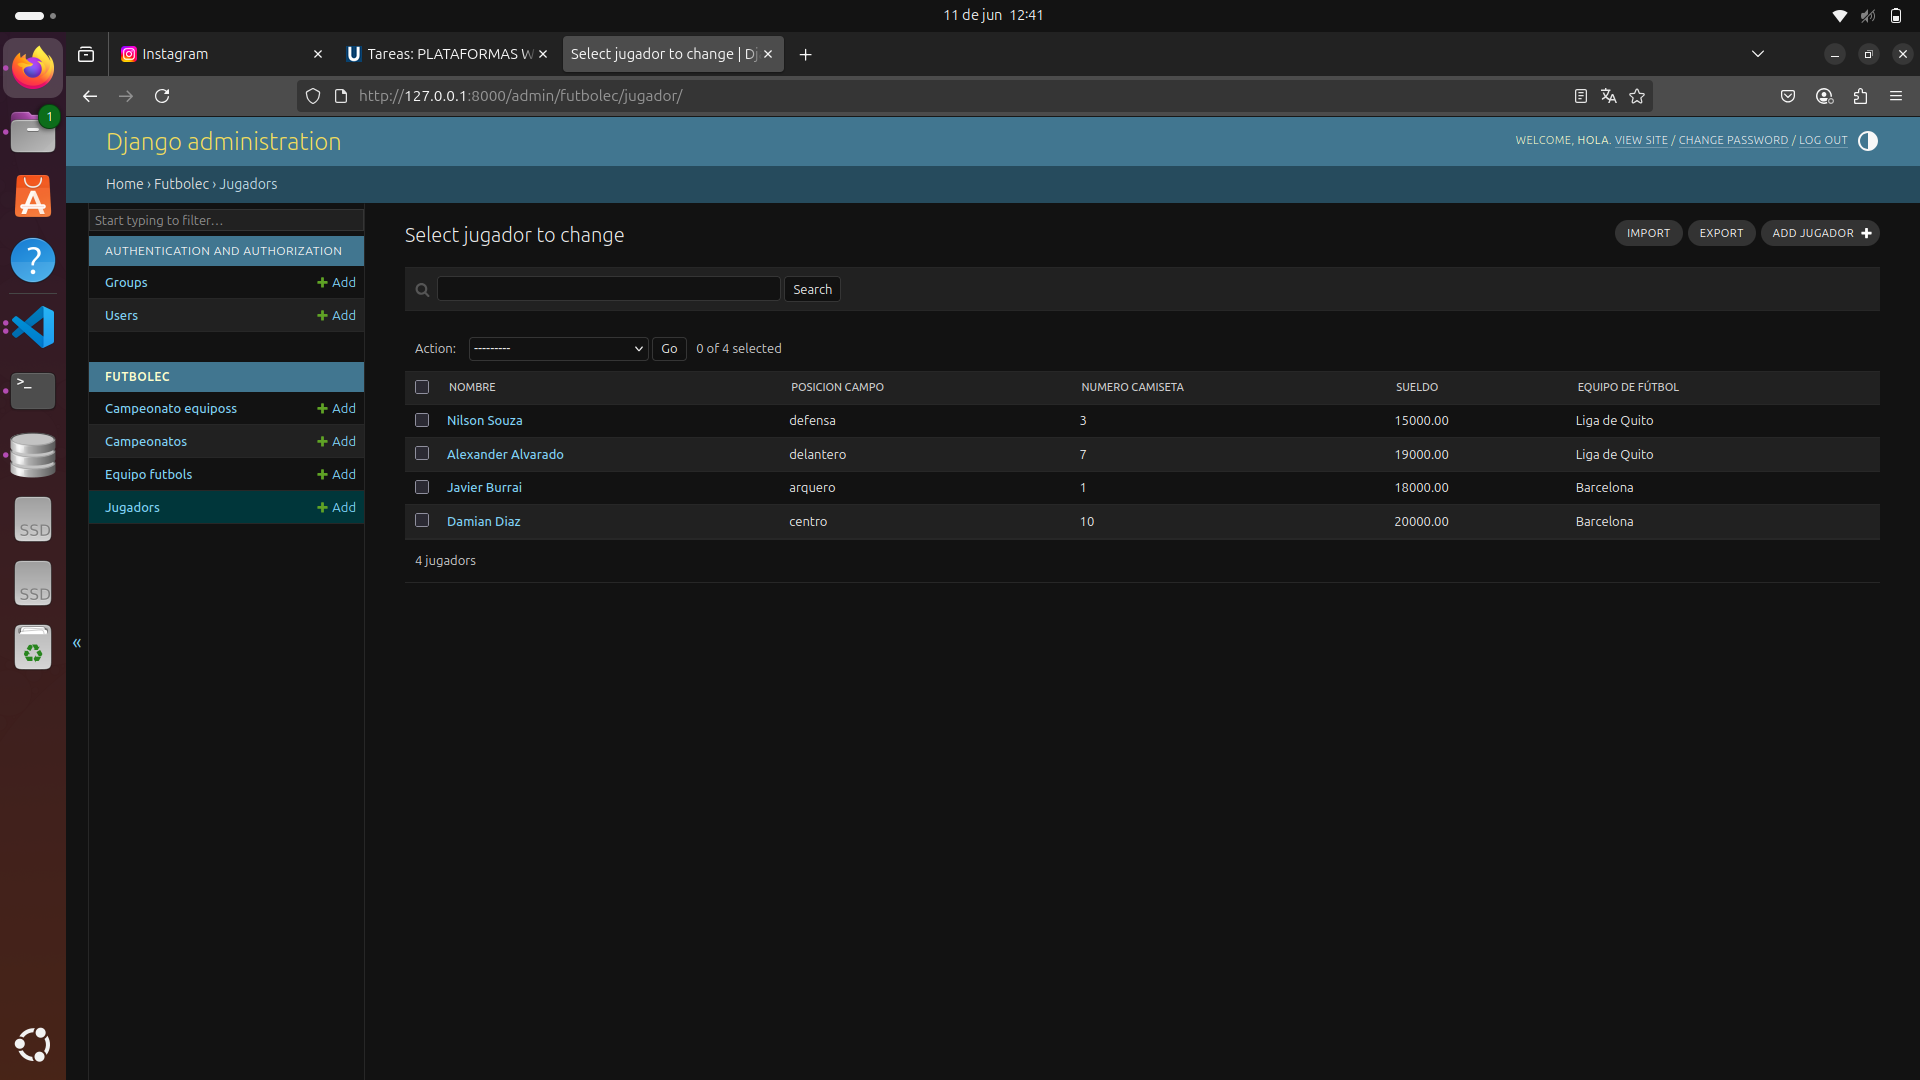 11 de jun 12:41
Instagram
Tareas: PLATAFORMAS W
Select jugador to change | Dj
http://127.0.0.1:8000/admin/futbolec/jugador/
1
Django administration
WELCOME, HOLA. VIEW SITE / CHANGE PASSWORD / LOG OUT
Home › Futbolec › Jugadors
Start typing to filter…
AUTHENTICATION AND AUTHORIZATION
Groups + Add
Users + Add
FUTBOLEC
Campeonato equiposs + Add
Campeonatos + Add
Equipo futbols + Add
Jugadors + Add
«
Select jugador to change
IMPORT
EXPORT
ADD JUGADOR +
Search
Action: --------- Go 0 of 4 selected
NOMBRE POSICION CAMPO NUMERO CAMISETA SUELDO EQUIPO DE FÚTBOL
Nilson Souza defensa 3 15000.00 Liga de Quito
Alexander Alvarado delantero 7 19000.00 Liga de Quito
Javier Burrai arquero 1 18000.00 Barcelona
Damian Diaz centro 10 20000.00 Barcelona
4 jugadors
SSD
SSD